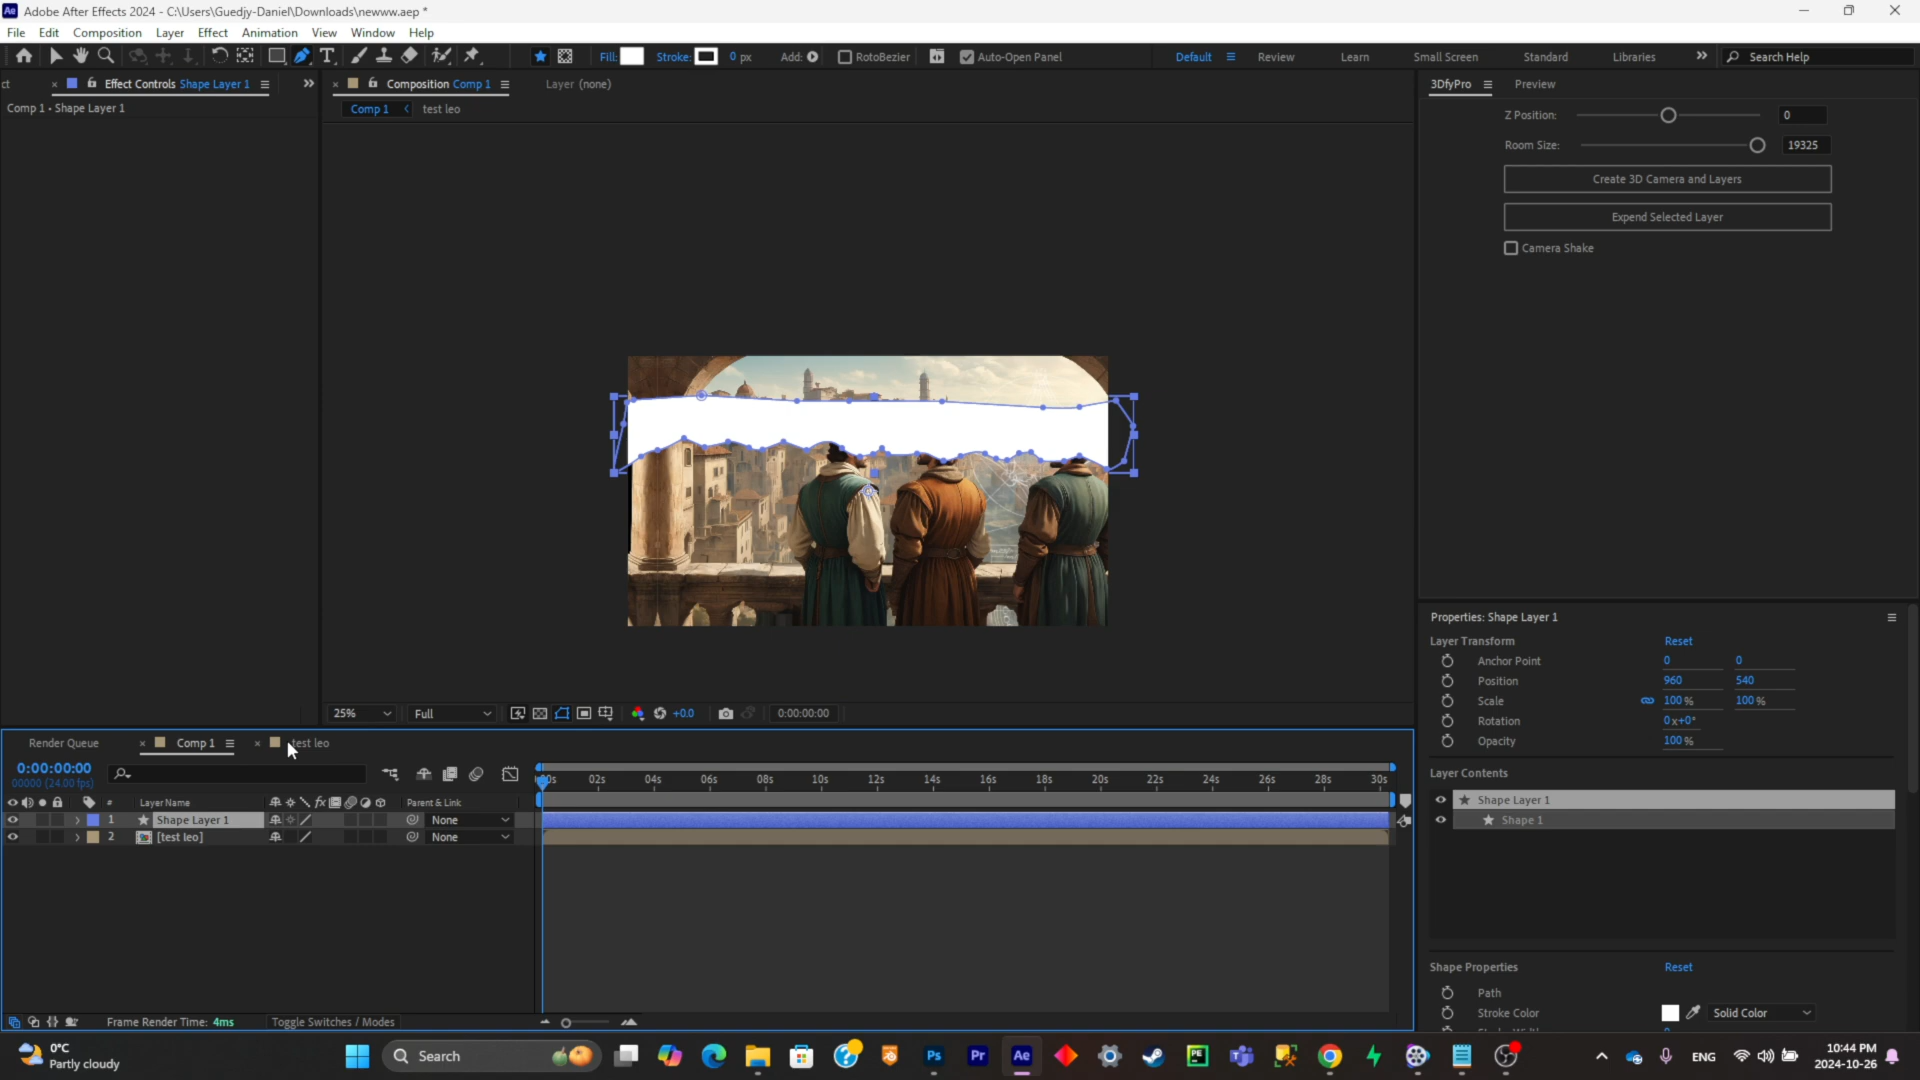 Adobe After Effects 2024 - C:\Users\Guedjy-Daniel\Downloads\newww.aep *
File Edit Composition Layer Effect Animation View Window Help
Fill: Stroke: 0 px Add: RotoBezier Auto-Open Panel Default Review Learn Small Screen Standard Libraries Search Help
ct Effect Controls Shape Layer 1 Composition Comp 1 Layer (none) 3DfyPro Preview
Comp 1 • Shape Layer 1
Comp 1 test leo
Z Position: 0
Room Size: 19325
Create 3D Camera and Layers
Expend Selected Layer
Camera Shake
Properties: Shape Layer 1
Layer Transform Reset
Anchor Point 0 0
Position 960 540
Scale 100 % 100 %
Rotation 0x+0°
Opacity 100 %
Layer Contents
Shape Layer 1
Shape 1
Shape Properties Reset
Path
Stroke Color Solid Color
25% Full +0.0 0:00:00:00
Render Queue Comp 1 test leo
0:00:00:00
00000 (24.00 fps)
02s 04s 06s 08s 10s 12s 14s 16s 18s 20s 22s 24s 26s 28s 30s
# Layer Name Parent & Link
1 Shape Layer 1 None
2 [test leo] None
Frame Render Time: 4ms Toggle Switches / Modes
0°C
Partly cloudy
Search
ENG
10:44 PM
2024-10-26